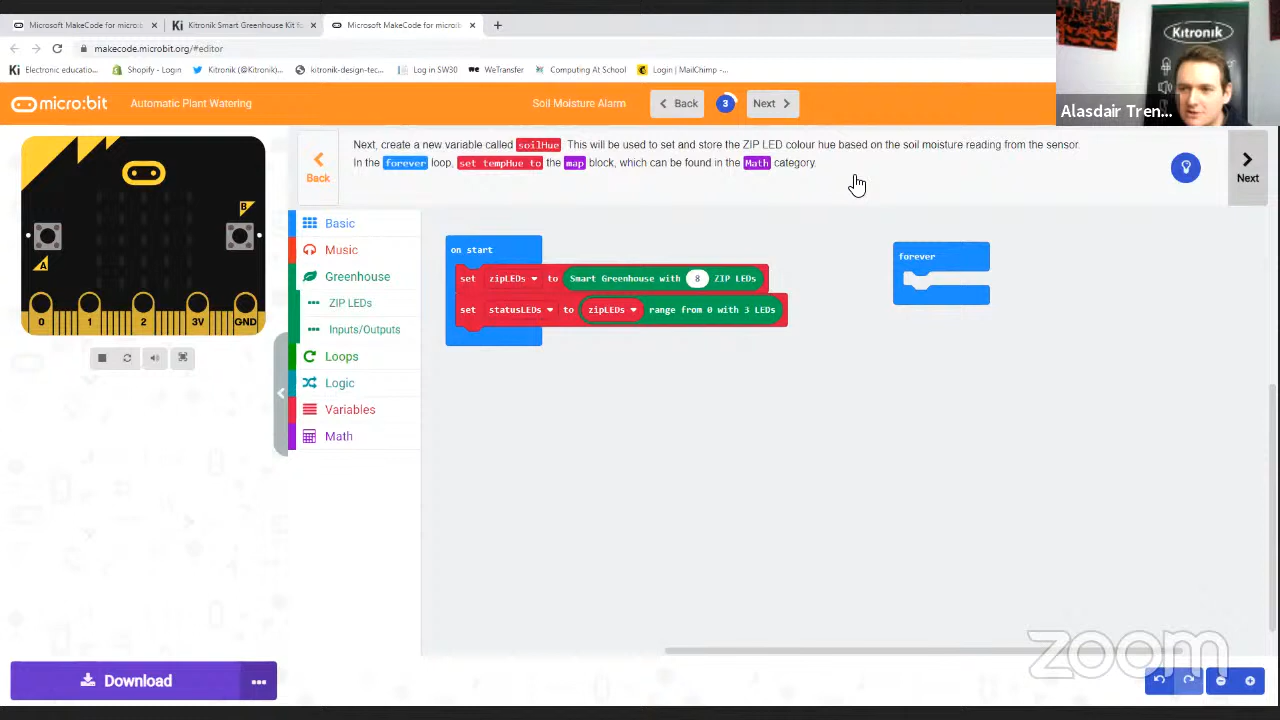 Microsoft MakeCode for micro:b
Kitronik Smart Greenhouse Kit fo
Microsoft MakeCode for micro:b
makecode.microbit.org/#editor
Ki Electronic educatio...
Shopify - Login
Twitter @Kitronik (@Kitronik)...
kitronik-design-tec...
Log in SW30
WeTransfer
Computing At School
Login | MailChimp -...
micro:bit
Automatic Plant Watering
Soil Moisture Alarm
Back
3
Next
Kitronik
Alasdair Tren...
Back
Next, create a new variable called soilHue. This will be used to set and store the ZIP LED colour hue based on the soil moisture reading from the sensor.
In the forever loop, set tempHue to the map block, which can be found in the Math category.
Next
B
A
0 1 2 3V GND
Basic
Music
Greenhouse
ZIP LEDs
Inputs/Outputs
Loops
Logic
Variables
Math
on start
set zipLEDs to Smart Greenhouse with 8 ZIP LEDs
set statusLEDs to zipLEDs range from 0 with 3 LEDs
forever
Download
zoom